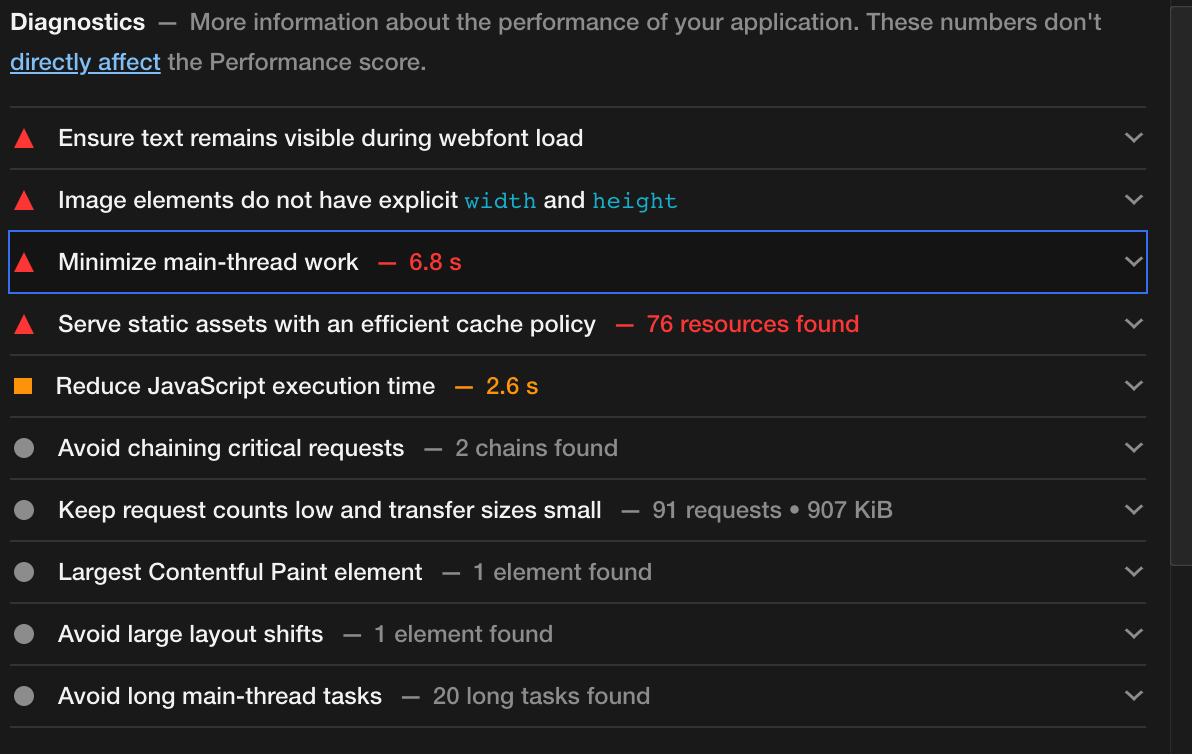 Diagnostics — More information about the performance of your application. These numbers don't
directly affect the Performance score.
Ensure text remains visible during webfont load
Image elements do not have explicit width and height
Minimize main-thread work — 6.8 s
Serve static assets with an efficient cache policy — 76 resources found
Reduce JavaScript execution time — 2.6 s
Avoid chaining critical requests — 2 chains found
Keep request counts low and transfer sizes small — 91 requests • 907 KiB
Largest Contentful Paint element — 1 element found
Avoid large layout shifts — 1 element found
Avoid long main-thread tasks — 20 long tasks found